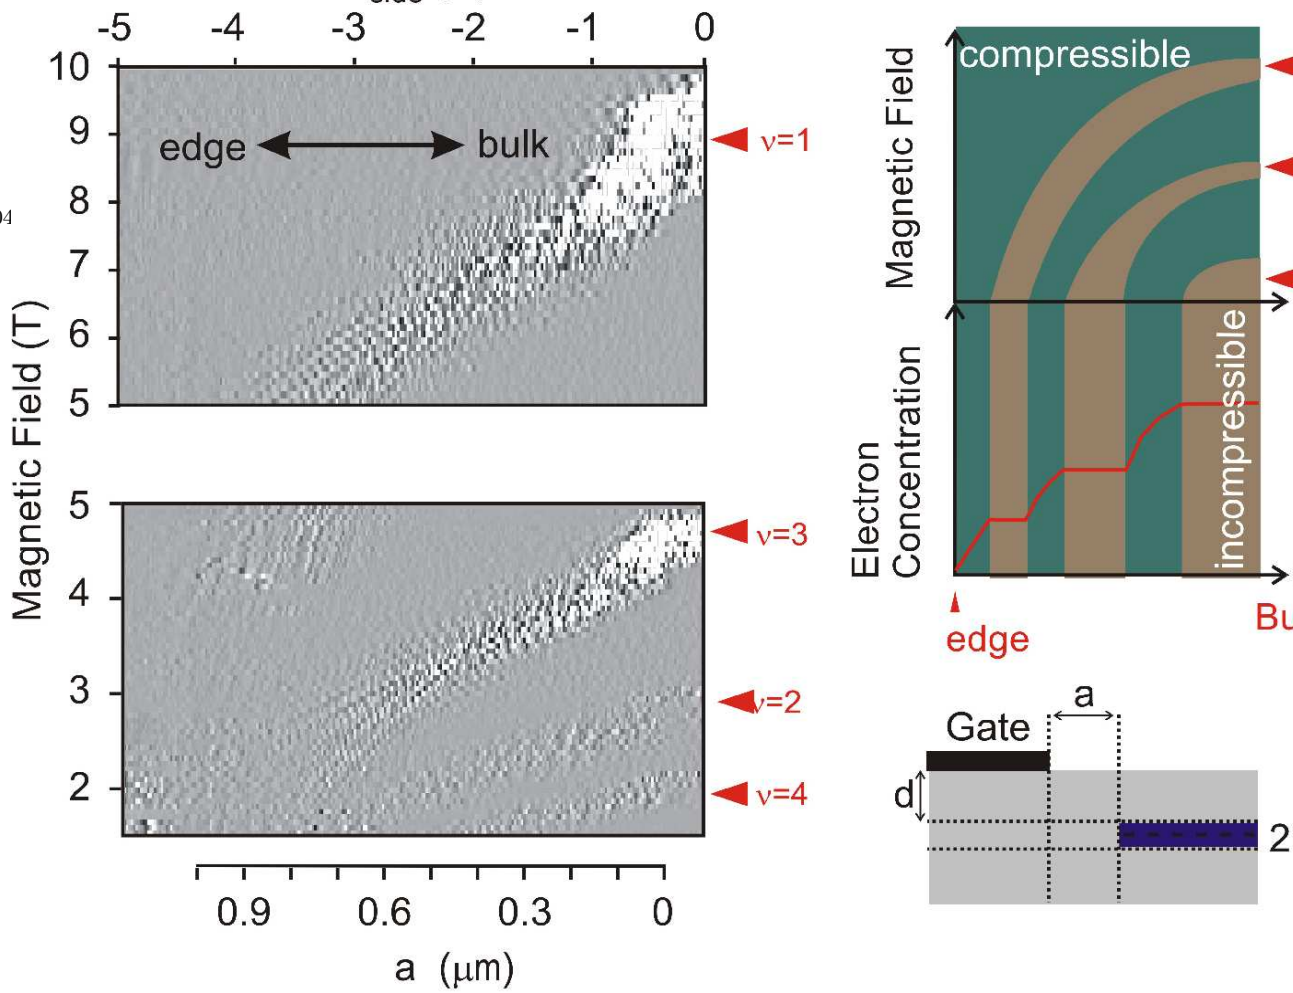 side
-5 -4 -3 -2 -1 0
10
9
8
7
6
5
edge
bulk
ν=1
Magnetic Field (T)
5
4
3
2
ν=3
ν=2
ν=4
0.9 0.6 0.3 0
a (μm)
compressible
Magnetic Field
Electron
Concentration
incompressible
edge
Bu
a
Gate
d
2